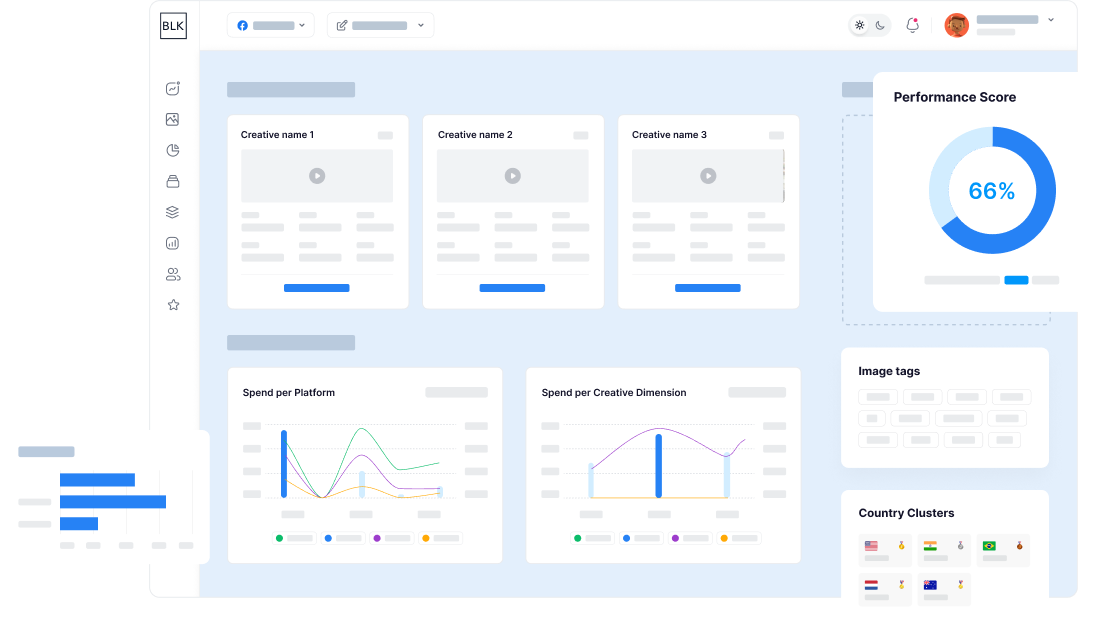 BLK
Performance Score
66%
Creative name 1
Creative name 2
Creative name 3
Spend per Platform
Spend per Creative Dimension
Image tags
Country Clusters